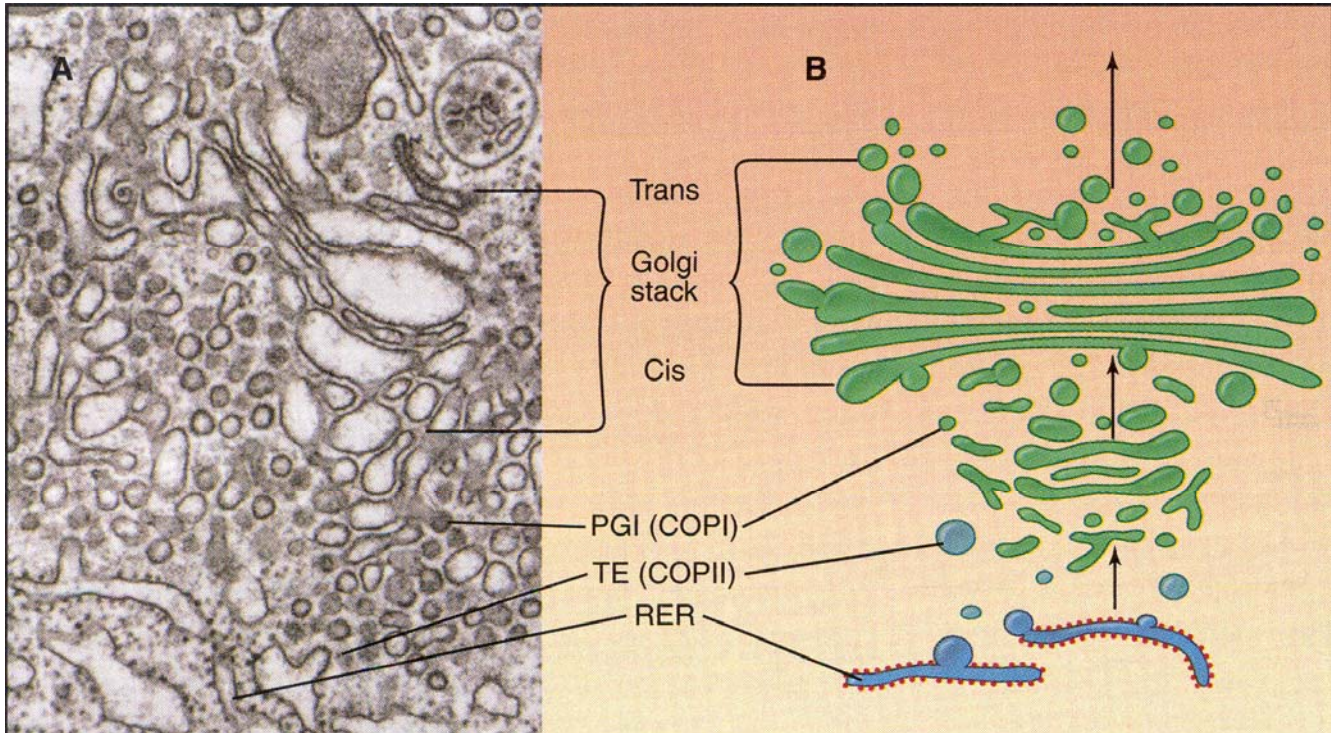 A
B
Trans
Golgi
stack
Cis
PGI (COPI)
TE (COPII)
RER